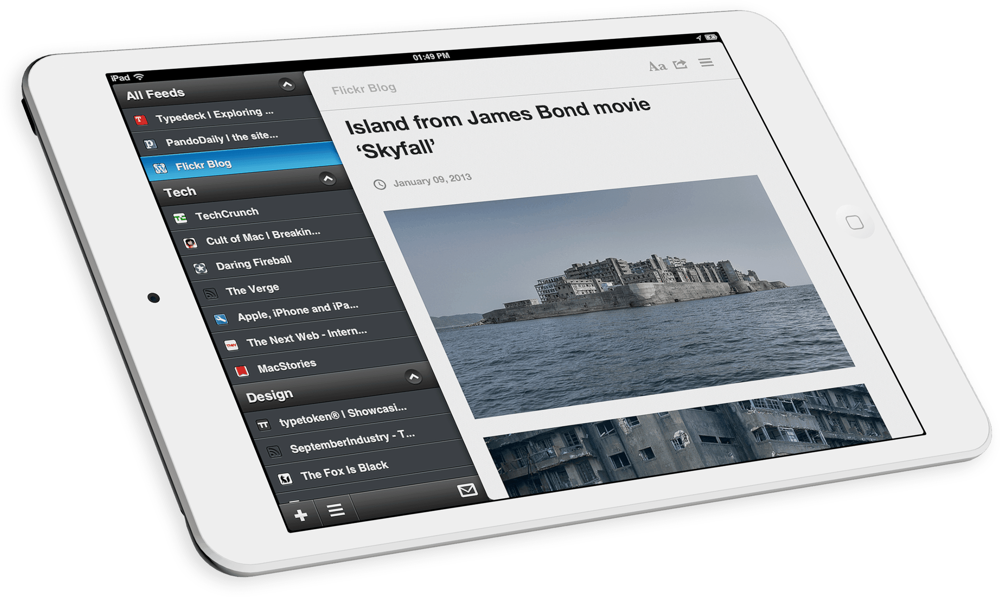 iPad
01:49 PM
All Feeds
Typedeck | Exploring ...
PandoDaily | the site...
Flickr Blog
Tech
TechCrunch
Cult of Mac | Breakin...
Daring Fireball
The Verge
Apple, iPhone and iPa...
The Next Web - Intern...
TNW
MacStories
Design
typetoken® | Showcasi...
SeptemberIndustry - T...
The Fox Is Black
Flickr Blog
Aa
Island from James Bond movie
‘Skyfall’
January 09, 2013